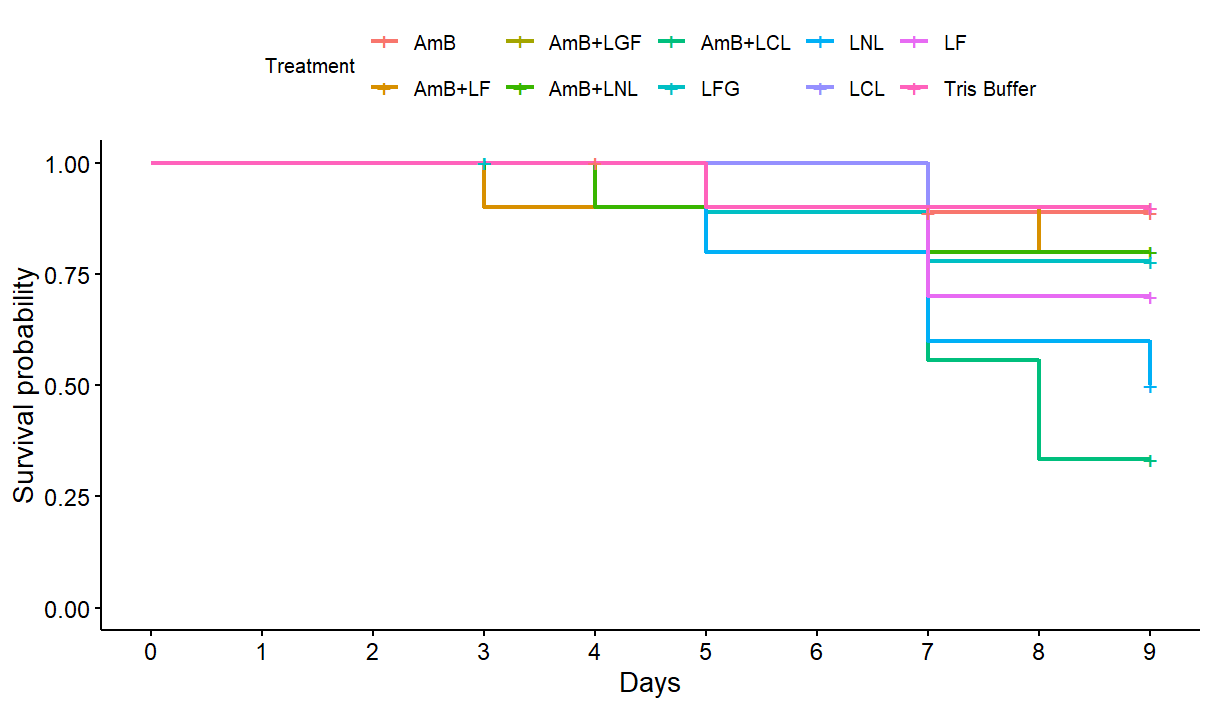 AmB AmB+LGF AmB+LCL LNL LF
Treatment
AmB+LF AmB+LNL LFG LCL Tris Buffer
1.00
0.75
0.50
0.25
0.00
Survival probability
0 1 2 3 4 5 6 7 8 9
Days